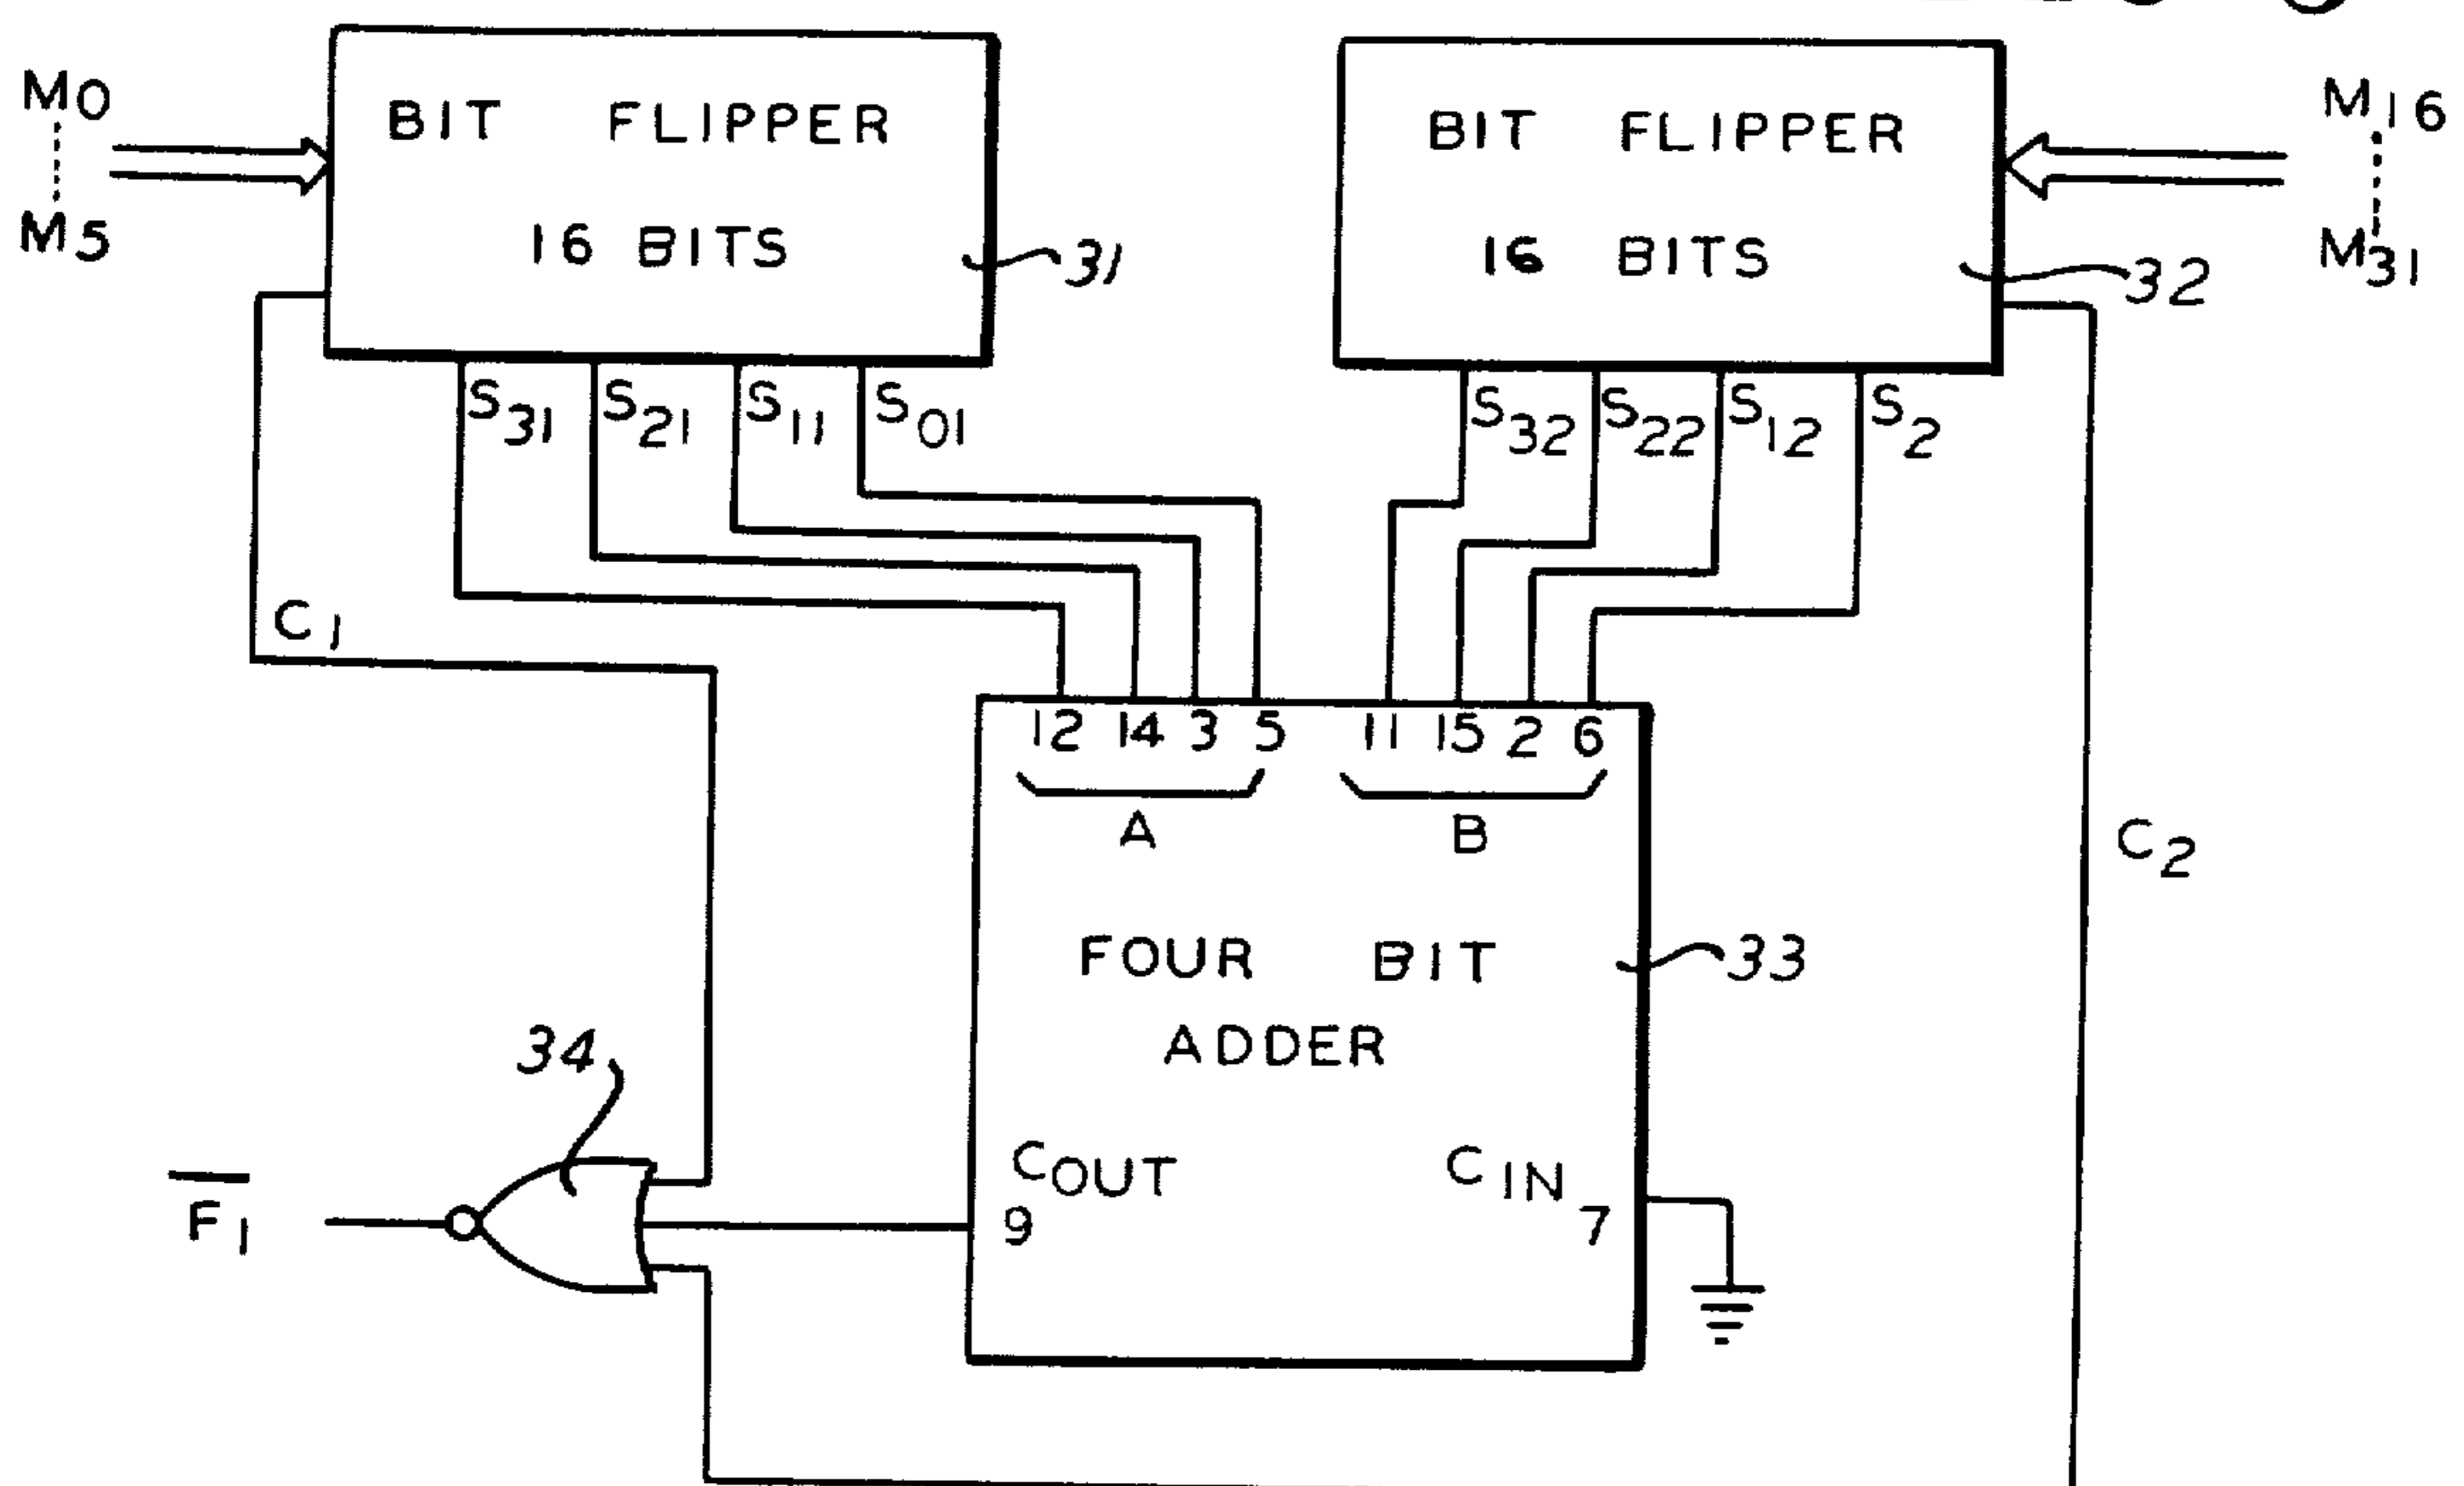 M0
M5
BIT FLIPPER
16 BITS
31
BIT FLIPPER
16 BITS
32
M16
M31
S31 S21 S11 S01
S32 S22 S12 S2
C1
12 14 3 5 11 15 2 6
A B
C2
FOUR BIT
ADDER
33
34
COUT CIN
9 7
F̅1